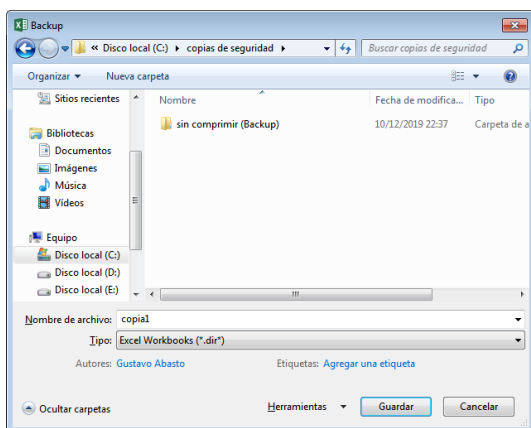 Backup
« Disco local (C:) ▸ copias de seguridad ▸
Buscar copias de seguridad
Organizar ▾ Nueva carpeta
Sitios recientes
Bibliotecas
Documentos
Imágenes
Música
Vídeos
Equipo
Disco local (C:)
Disco local (D:)
Disco local (E:)
Nombre Fecha de modifica... Tipo
sin comprimir (Backup) 10/12/2019 22:37 Carpeta de a
Nombre de archivo: copia1
Tipo: Excel Workbooks (*.dir*)
Autores: Gustavo Abasto Etiquetas: Agregar una etiqueta
Ocultar carpetas Herramientas ▾ Guardar Cancelar